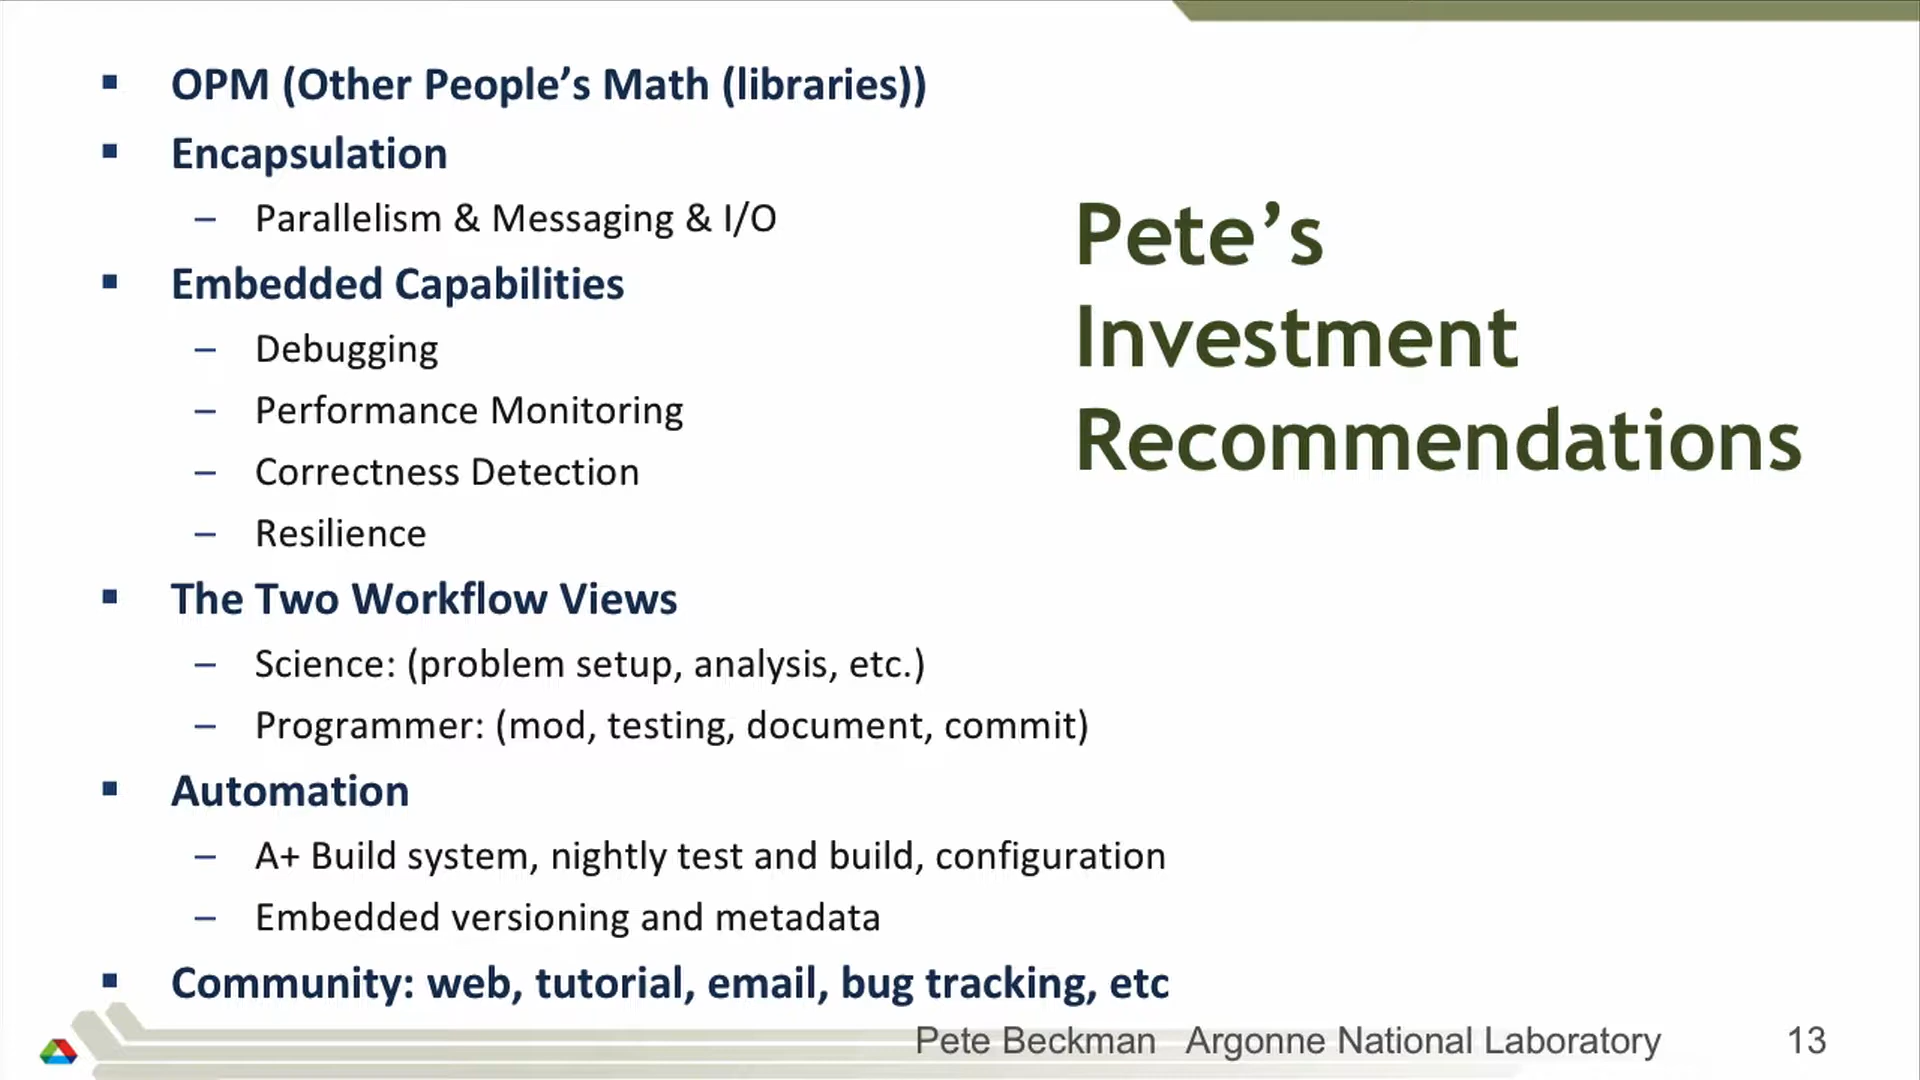 ▪ OPM (Other People’s Math (libraries))
▪ Encapsulation
– Parallelism & Messaging & I/O
▪ Embedded Capabilities
– Debugging
– Performance Monitoring
– Correctness Detection
– Resilience
▪ The Two Workflow Views
– Science: (problem setup, analysis, etc.)
– Programmer: (mod, testing, document, commit)
▪ Automation
– A+ Build system, nightly test and build, configuration
– Embedded versioning and metadata
▪ Community: web, tutorial, email, bug tracking, etc
Pete’s
Investment
Recommendations
Pete Beckman Argonne National Laboratory 13